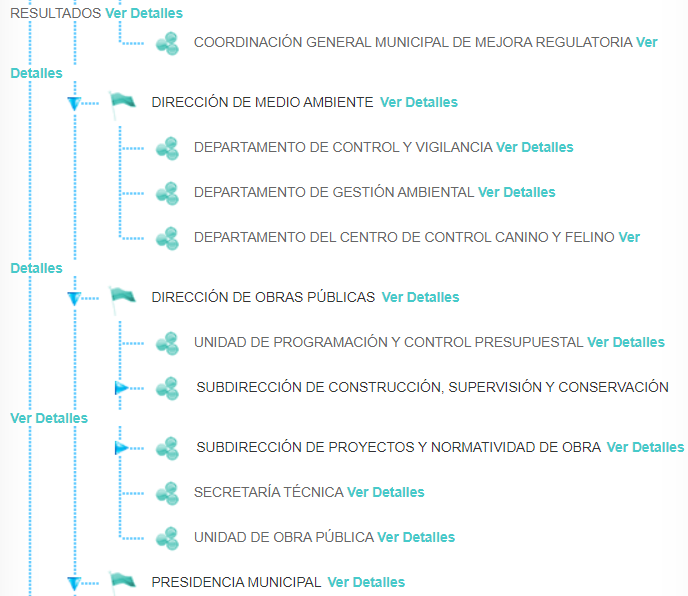 RESULTADOS Ver Detalles
COORDINACIÓN GENERAL MUNICIPAL DE MEJORA REGULATORIA Ver
Detalles
DIRECCIÓN DE MEDIO AMBIENTE Ver Detalles
DEPARTAMENTO DE CONTROL Y VIGILANCIA Ver Detalles
DEPARTAMENTO DE GESTIÓN AMBIENTAL Ver Detalles
DEPARTAMENTO DEL CENTRO DE CONTROL CANINO Y FELINO Ver
Detalles
DIRECCIÓN DE OBRAS PÚBLICAS Ver Detalles
UNIDAD DE PROGRAMACIÓN Y CONTROL PRESUPUESTAL Ver Detalles
SUBDIRECCIÓN DE CONSTRUCCIÓN, SUPERVISIÓN Y CONSERVACIÓN
Ver Detalles
SUBDIRECCIÓN DE PROYECTOS Y NORMATIVIDAD DE OBRA Ver Detalles
SECRETARÍA TÉCNICA Ver Detalles
UNIDAD DE OBRA PÚBLICA Ver Detalles
PRESIDENCIA MUNICIPAL Ver Detalles